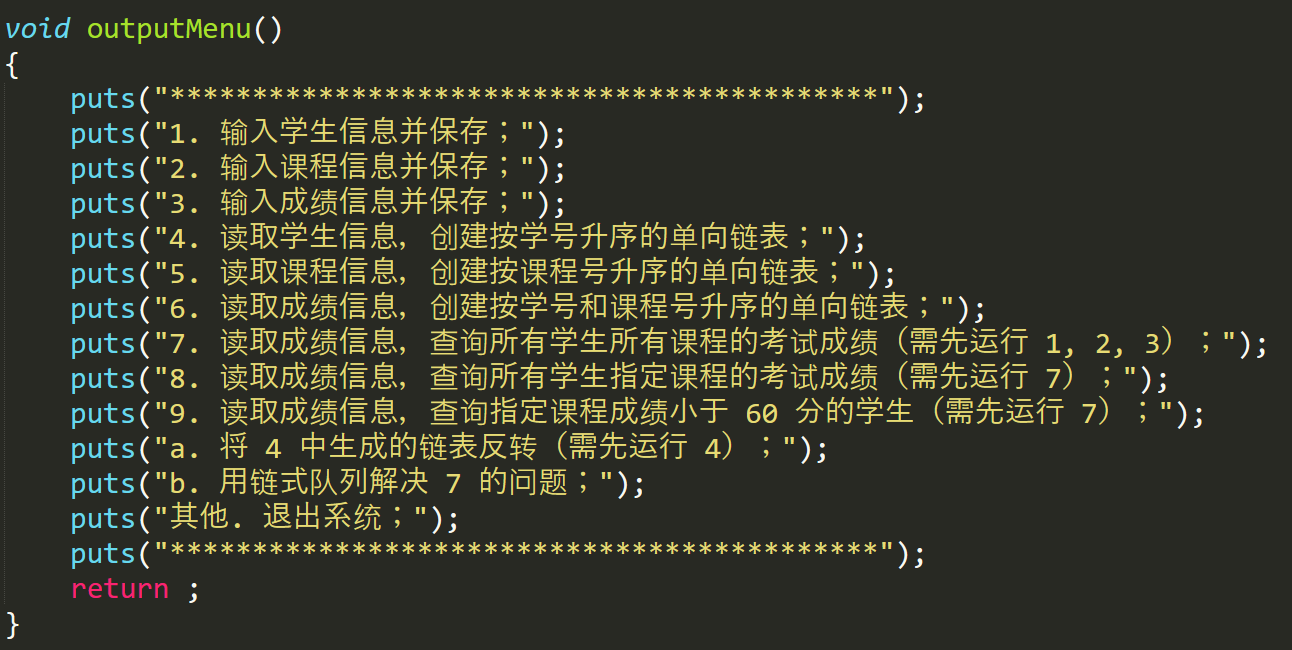 void outputMenu()
{
    puts("*******************************************");
    puts("1. 输入学生信息并保存；");
    puts("2. 输入课程信息并保存；");
    puts("3. 输入成绩信息并保存；");
    puts("4. 读取学生信息，创建按学号升序的单向链表；");
    puts("5. 读取课程信息，创建按课程号升序的单向链表；");
    puts("6. 读取成绩信息，创建按学号和课程号升序的单向链表；");
    puts("7. 读取成绩信息，查询所有学生所有课程的考试成绩（需先运行 1, 2, 3）；");
    puts("8. 读取成绩信息，查询所有学生指定课程的考试成绩（需先运行 7）；");
    puts("9. 读取成绩信息，查询指定课程成绩小于 60 分的学生（需先运行 7）；");
    puts("a. 将 4 中生成的链表反转（需先运行 4）；");
    puts("b. 用链式队列解决 7 的问题；");
    puts("其他. 退出系统；");
    puts("*******************************************");
    return ;
}